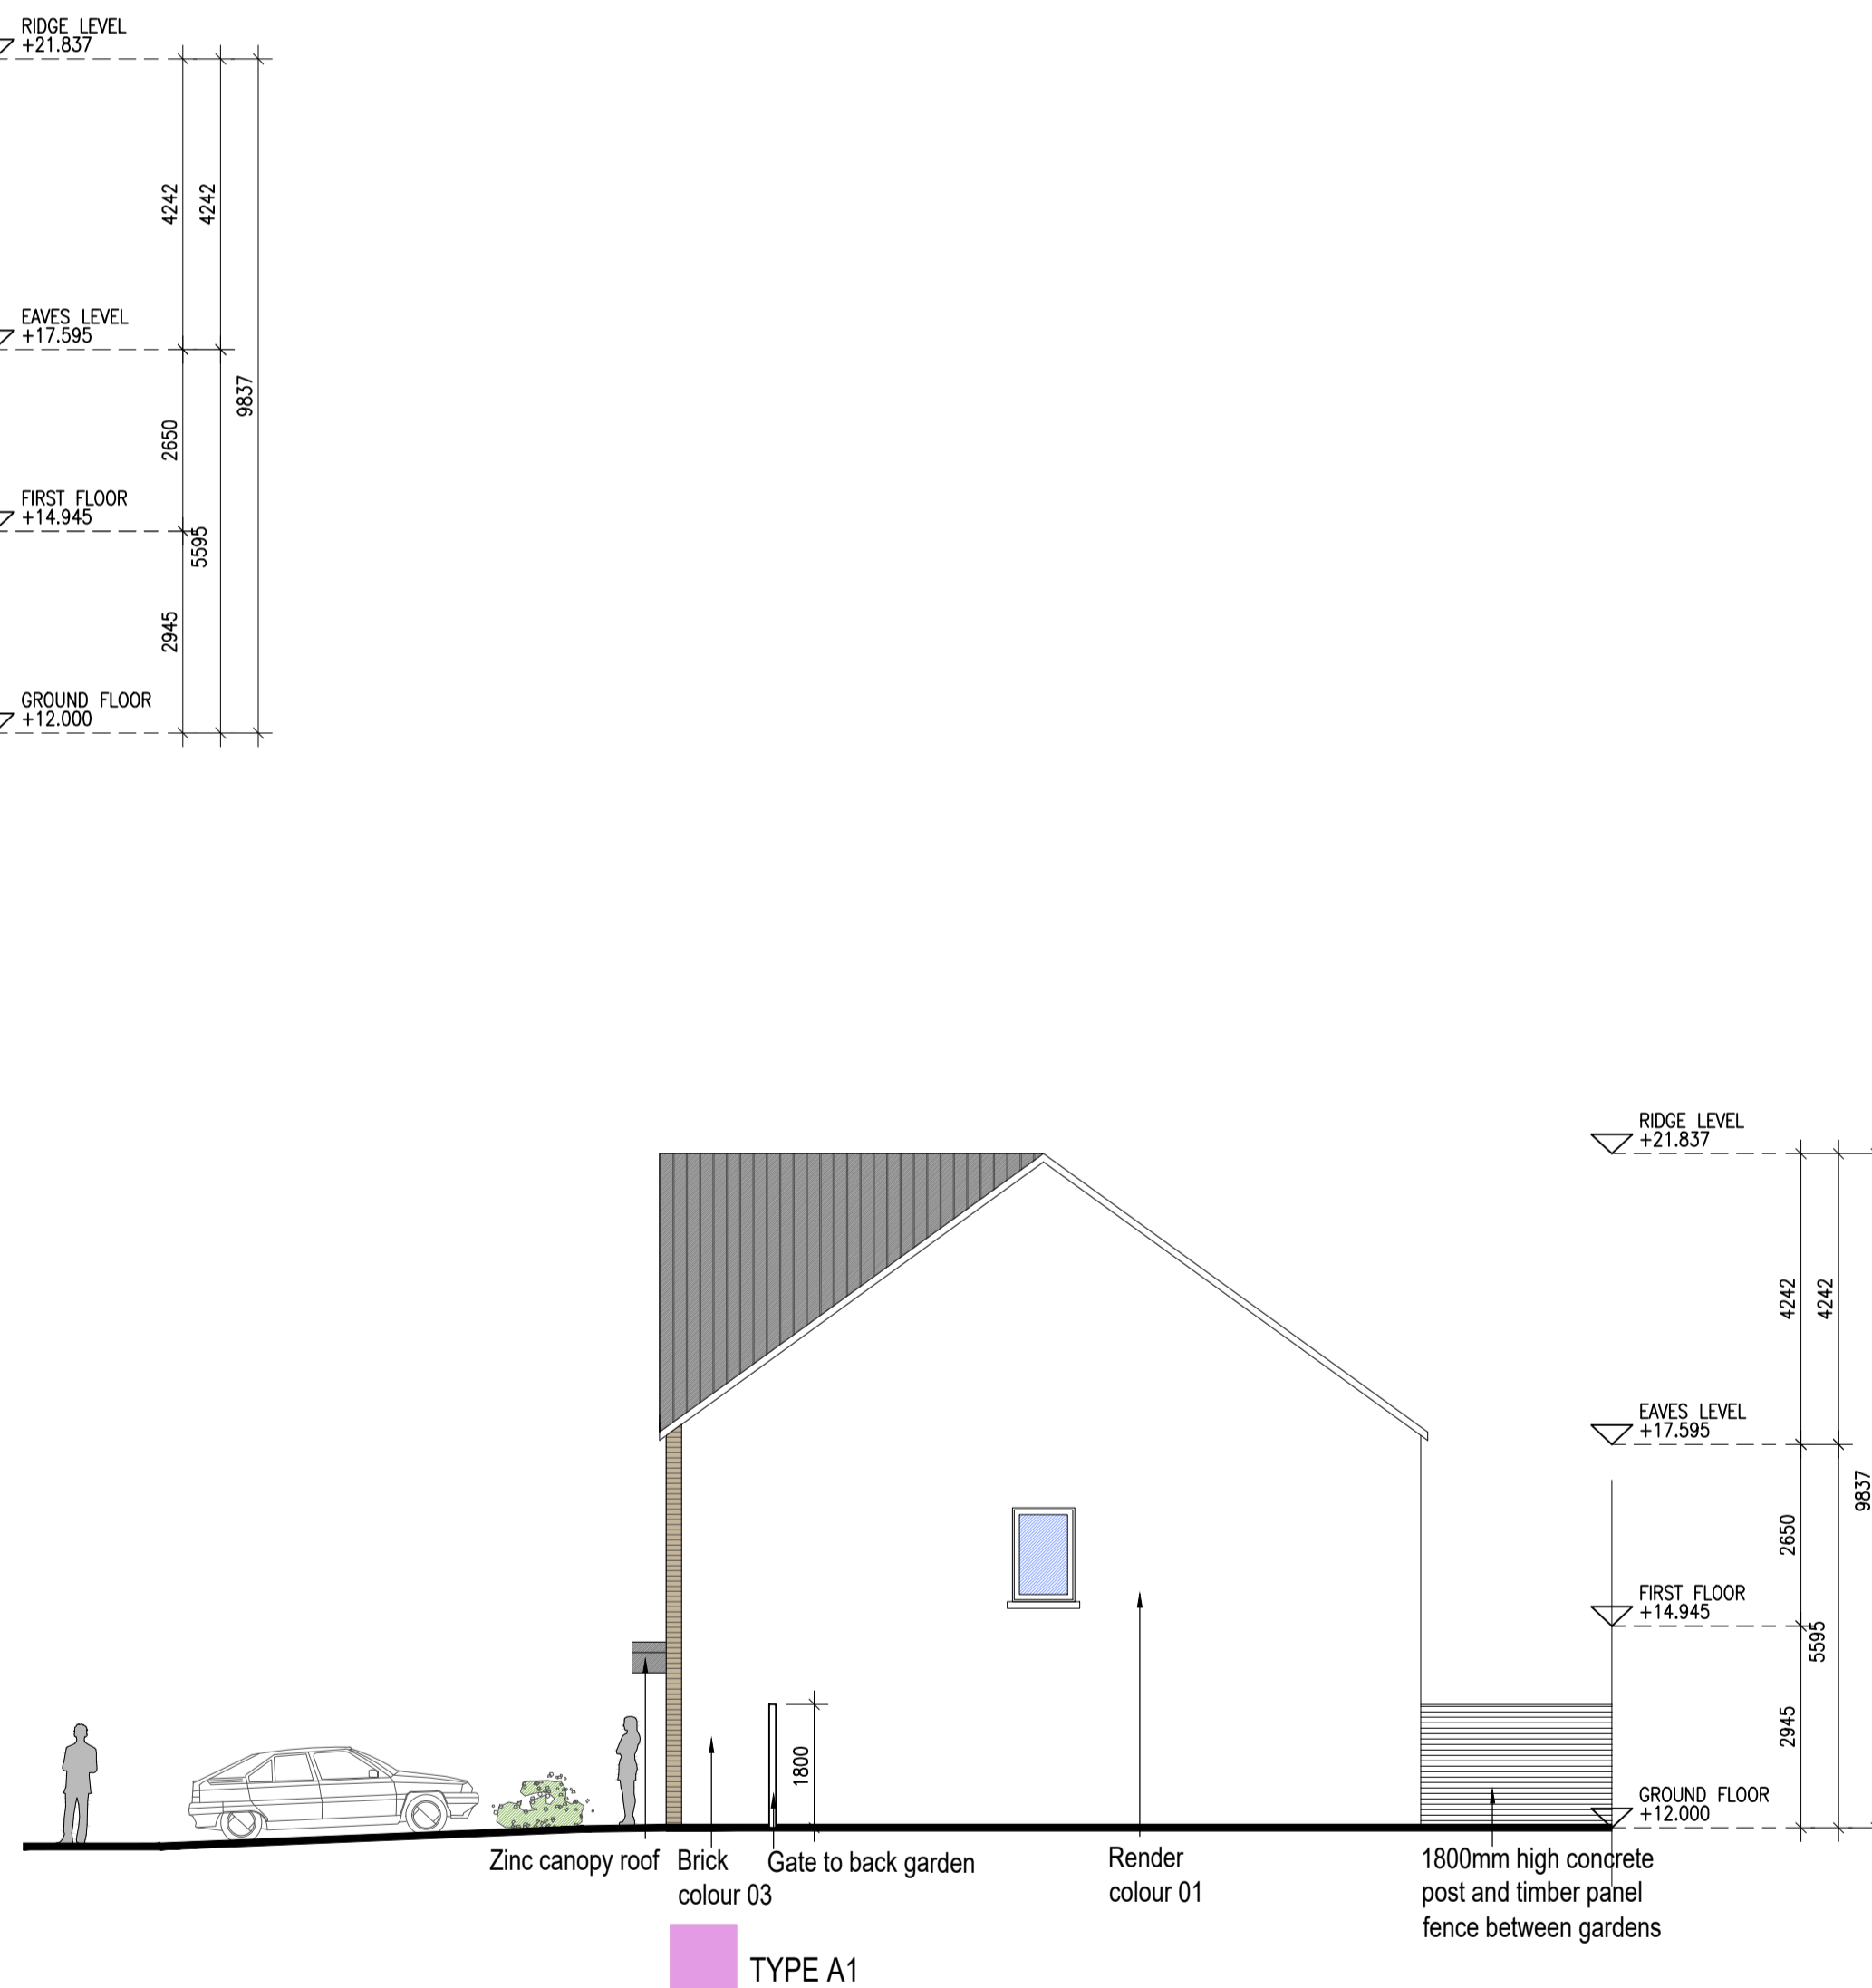 RIDGE LEVEL
+21.837
4242
4242
EAVES LEVEL
+17.595
9837
2650
FIRST FLOOR
+14.945
5595
2945
GROUND FLOOR
+12.000
RIDGE LEVEL
+21.837
4242
4242
EAVES LEVEL
+17.595
9837
2650
FIRST FLOOR
+14.945
5595
2945
1800
GROUND FLOOR
+12.000
Zinc canopy roof
Brick
colour 03
Gate to back garden
Render
colour 01
1800mm high concrete
post and timber panel
fence between gardens
TYPE A1